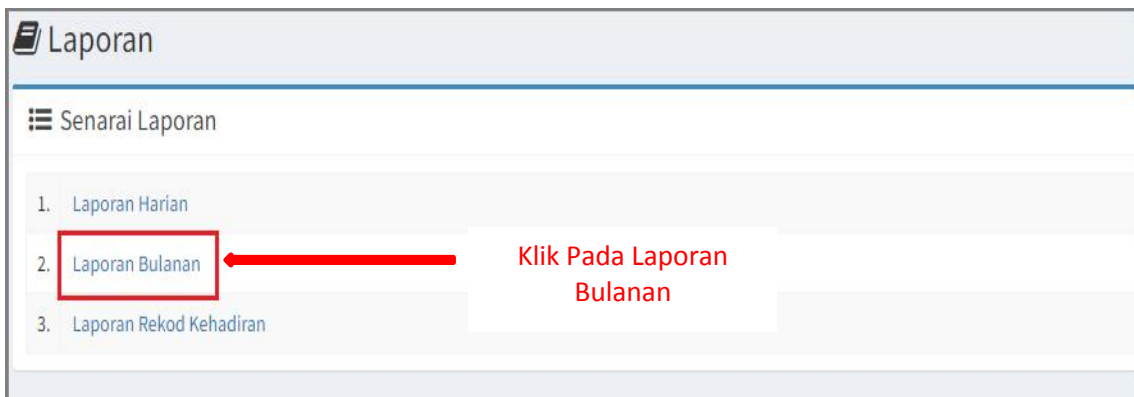 Laporan
Senarai Laporan
1. Laporan Harian
2. Laporan Bulanan
Klik Pada Laporan
Bulanan
3. Laporan Rekod Kehadiran